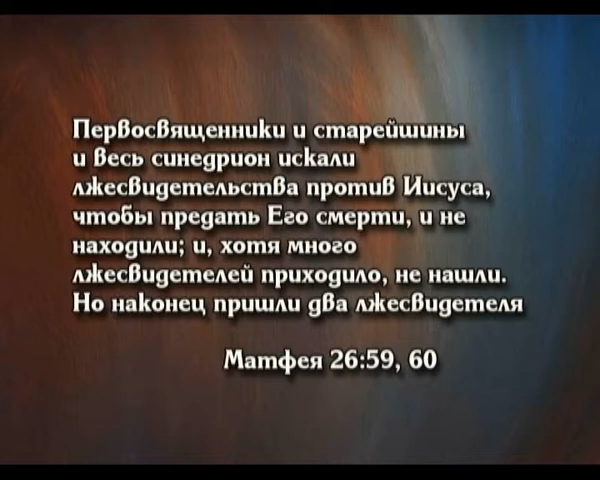 Первосвященники и старейшины
и весь синедрион искали
лжесвидетельства против Иисуса,
чтобы предать Его смерти, и не
находили; и, хотя много
лжесвидетелей приходило, не нашли.
Но наконец пришли два лжесвидетеля
Матфея 26:59, 60